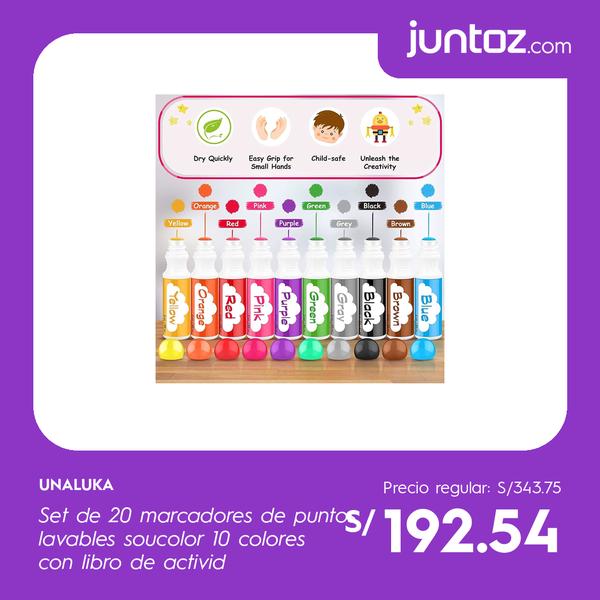 juntoz.com
Dry Quickly
Easy Grip for
Small Hands
Child-safe
Unleash the
Creativity
Orange Pink Green Black Blue
Yellow Red Purple Grey Brown
Yellow Orange Red Pink Purple Green Gray Black Brown Blue
UNALUKA
Set de 20 marcadores de punto
lavables soucolor 10 colores
con libro de activid
Precio regular: S/343.75
S/ 192.54